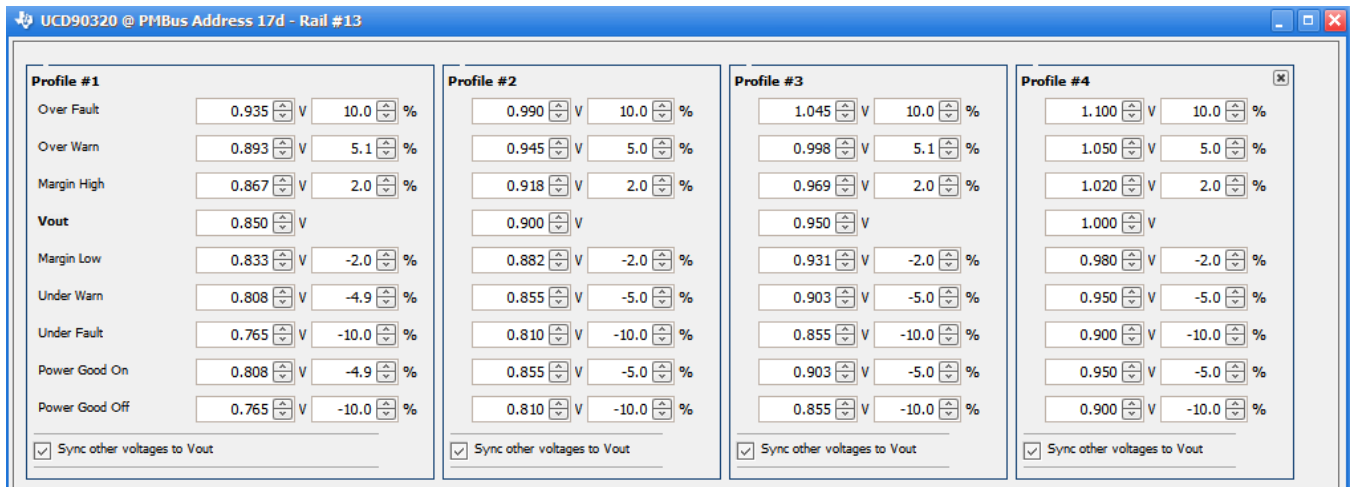 UCD90320 @ PMBus Address 17d - Rail #13
Profile #1 Profile #2 Profile #3 Profile #4
Over Fault 0.935 V 10.0 % 0.990 V 10.0 % 1.045 V 10.0 % 1.100 V 10.0 %
Over Warn 0.893 V 5.1 % 0.945 V 5.0 % 0.998 V 5.1 % 1.050 V 5.0 %
Margin High 0.867 V 2.0 % 0.918 V 2.0 % 0.969 V 2.0 % 1.020 V 2.0 %
Vout 0.850 V 0.900 V 0.950 V 1.000 V
Margin Low 0.833 V -2.0 % 0.882 V -2.0 % 0.931 V -2.0 % 0.980 V -2.0 %
Under Warn 0.808 V -4.9 % 0.855 V -5.0 % 0.903 V -5.0 % 0.950 V -5.0 %
Under Fault 0.765 V -10.0 % 0.810 V -10.0 % 0.855 V -10.0 % 0.900 V -10.0 %
Power Good On 0.808 V -4.9 % 0.855 V -5.0 % 0.903 V -5.0 % 0.950 V -5.0 %
Power Good Off 0.765 V -10.0 % 0.810 V -10.0 % 0.855 V -10.0 % 0.900 V -10.0 %
Sync other voltages to Vout Sync other voltages to Vout Sync other voltages to Vout Sync other voltages to Vout